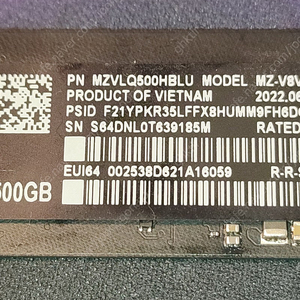 PN MZVLQ500HBLU MODEL MZ-V8V
PRODUCT OF VIETNAM 2022.06
PSID F21YPKR35LFFX8HUMM9FH6D
SN S64DNL0T639185M RATED
EUI64 002538D621A16059 R-R-S
500GB